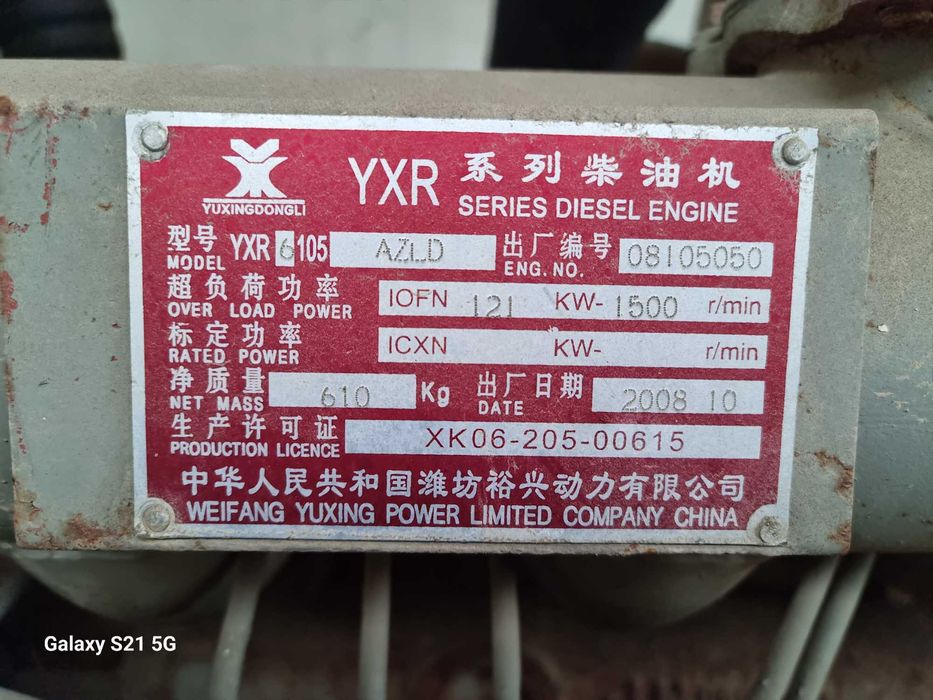 YUXINGDONGLI
YXR 系列柴油机
SERIES DIESEL ENGINE
型号 YXR 6 105 AZLD 出厂编号 08105050
MODEL ENG.NO.
超负荷功率 IOFN 121 KW- 1500 r/min
OVER LOAD POWER
标定功率 ICXN KW- r/min
RATED POWER
净质量 610 Kg 出厂日期 2008 10
NET MASS DATE
生产许可证 XK06-205-00615
PRODUCTION LICENCE
中华人民共和国潍坊裕兴动力有限公司
WEIFANG YUXING POWER LIMITED COMPANY CHINA
Galaxy S21 5G